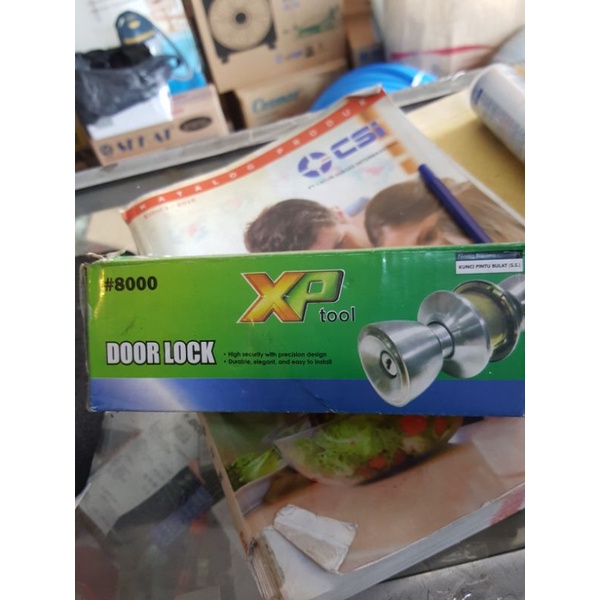 KATALOG PRODUK
CSI
#8000
XP
tool
KUNCI PINTU BULAT (S.S.)
DOOR LOCK
• High security with precision design
• Durable, elegant, and easy to install